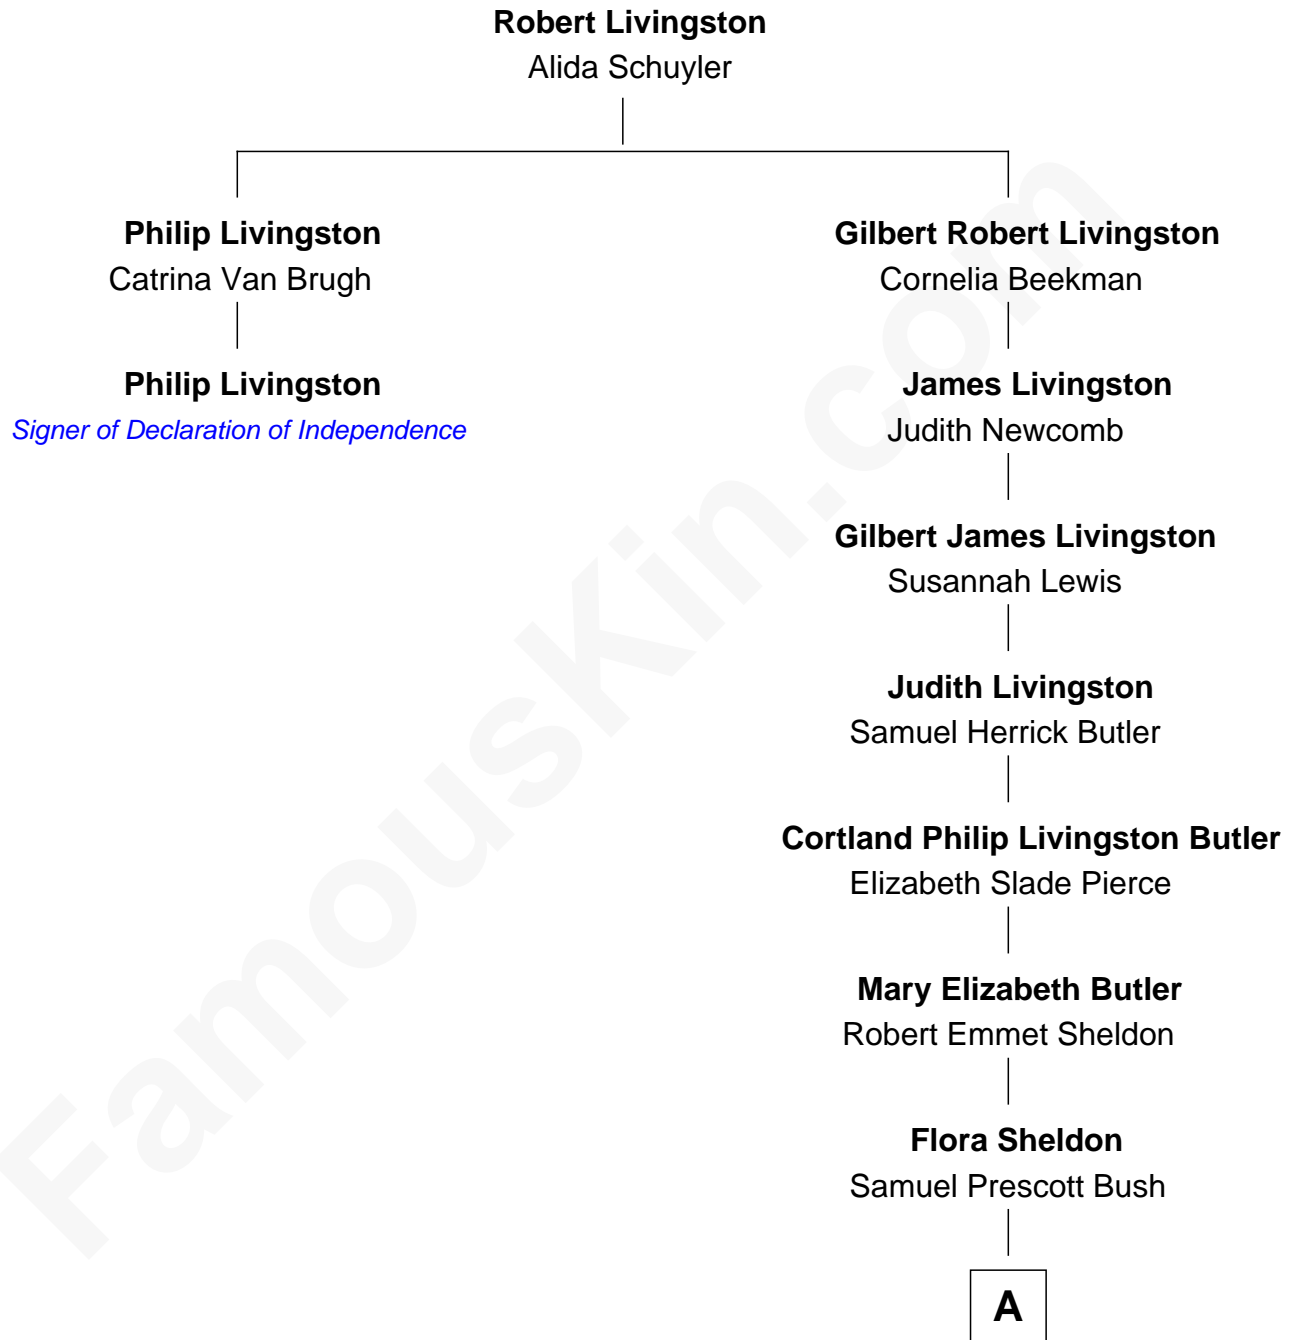 Robert Livingston
Alida Schuyler
Philip Livingston
Catrina Van Brugh
Philip Livingston
Signer of Declaration of Independence
Gilbert Robert Livingston
Cornelia Beekman
James Livingston
Judith Newcomb
Gilbert James Livingston
Susannah Lewis
Judith Livingston
Samuel Herrick Butler
Cortland Philip Livingston Butler
Elizabeth Slade Pierce
Mary Elizabeth Butler
Robert Emmet Sheldon
Flora Sheldon
Samuel Prescott Bush
A
FamousKin.com